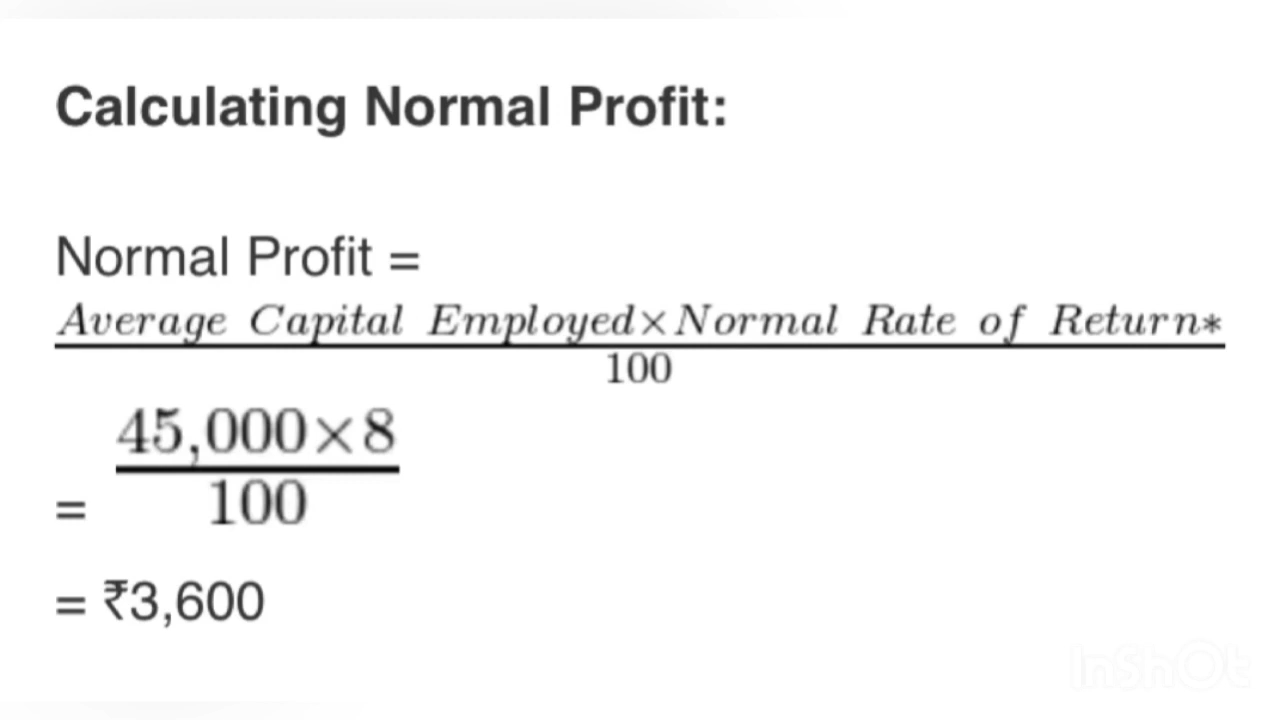 Calculating Normal Profit:
Normal Profit =
Average Capital Employed×Normal Rate of Return*
100
45,000×8
= 100
= ₹3,600
InShOt